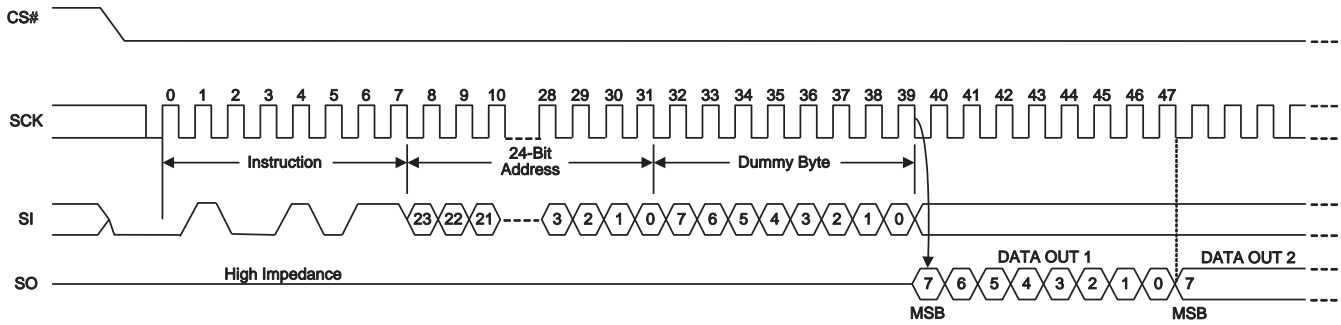 CS#
0 1 2 3 4 5 6 7 8 9 10 28 29 30 31 32 33 34 35 36 37 38 39 40 41 42 43 44 45 46 47
SCK
Instruction
24-Bit
Address
Dummy Byte
SI
23 22 21 3 2 1 0 7 6 5 4 3 2 1 0
DATA OUT 1
DATA OUT 2
High Impedance
SO
7 6 5 4 3 2 1 0 7
MSB
MSB